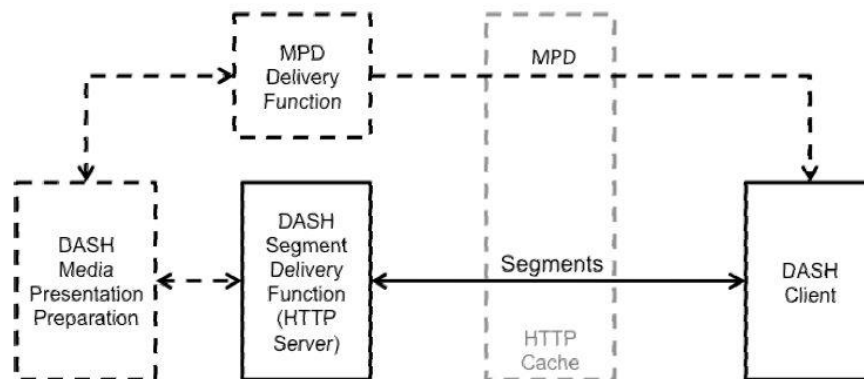 MPD
Delivery
Function
MPD
DASH
Media
Presentation
Preparation
DASH
Segment
Delivery
Function
(HTTP
Server)
Segments
HTTP
Cache
DASH
Client